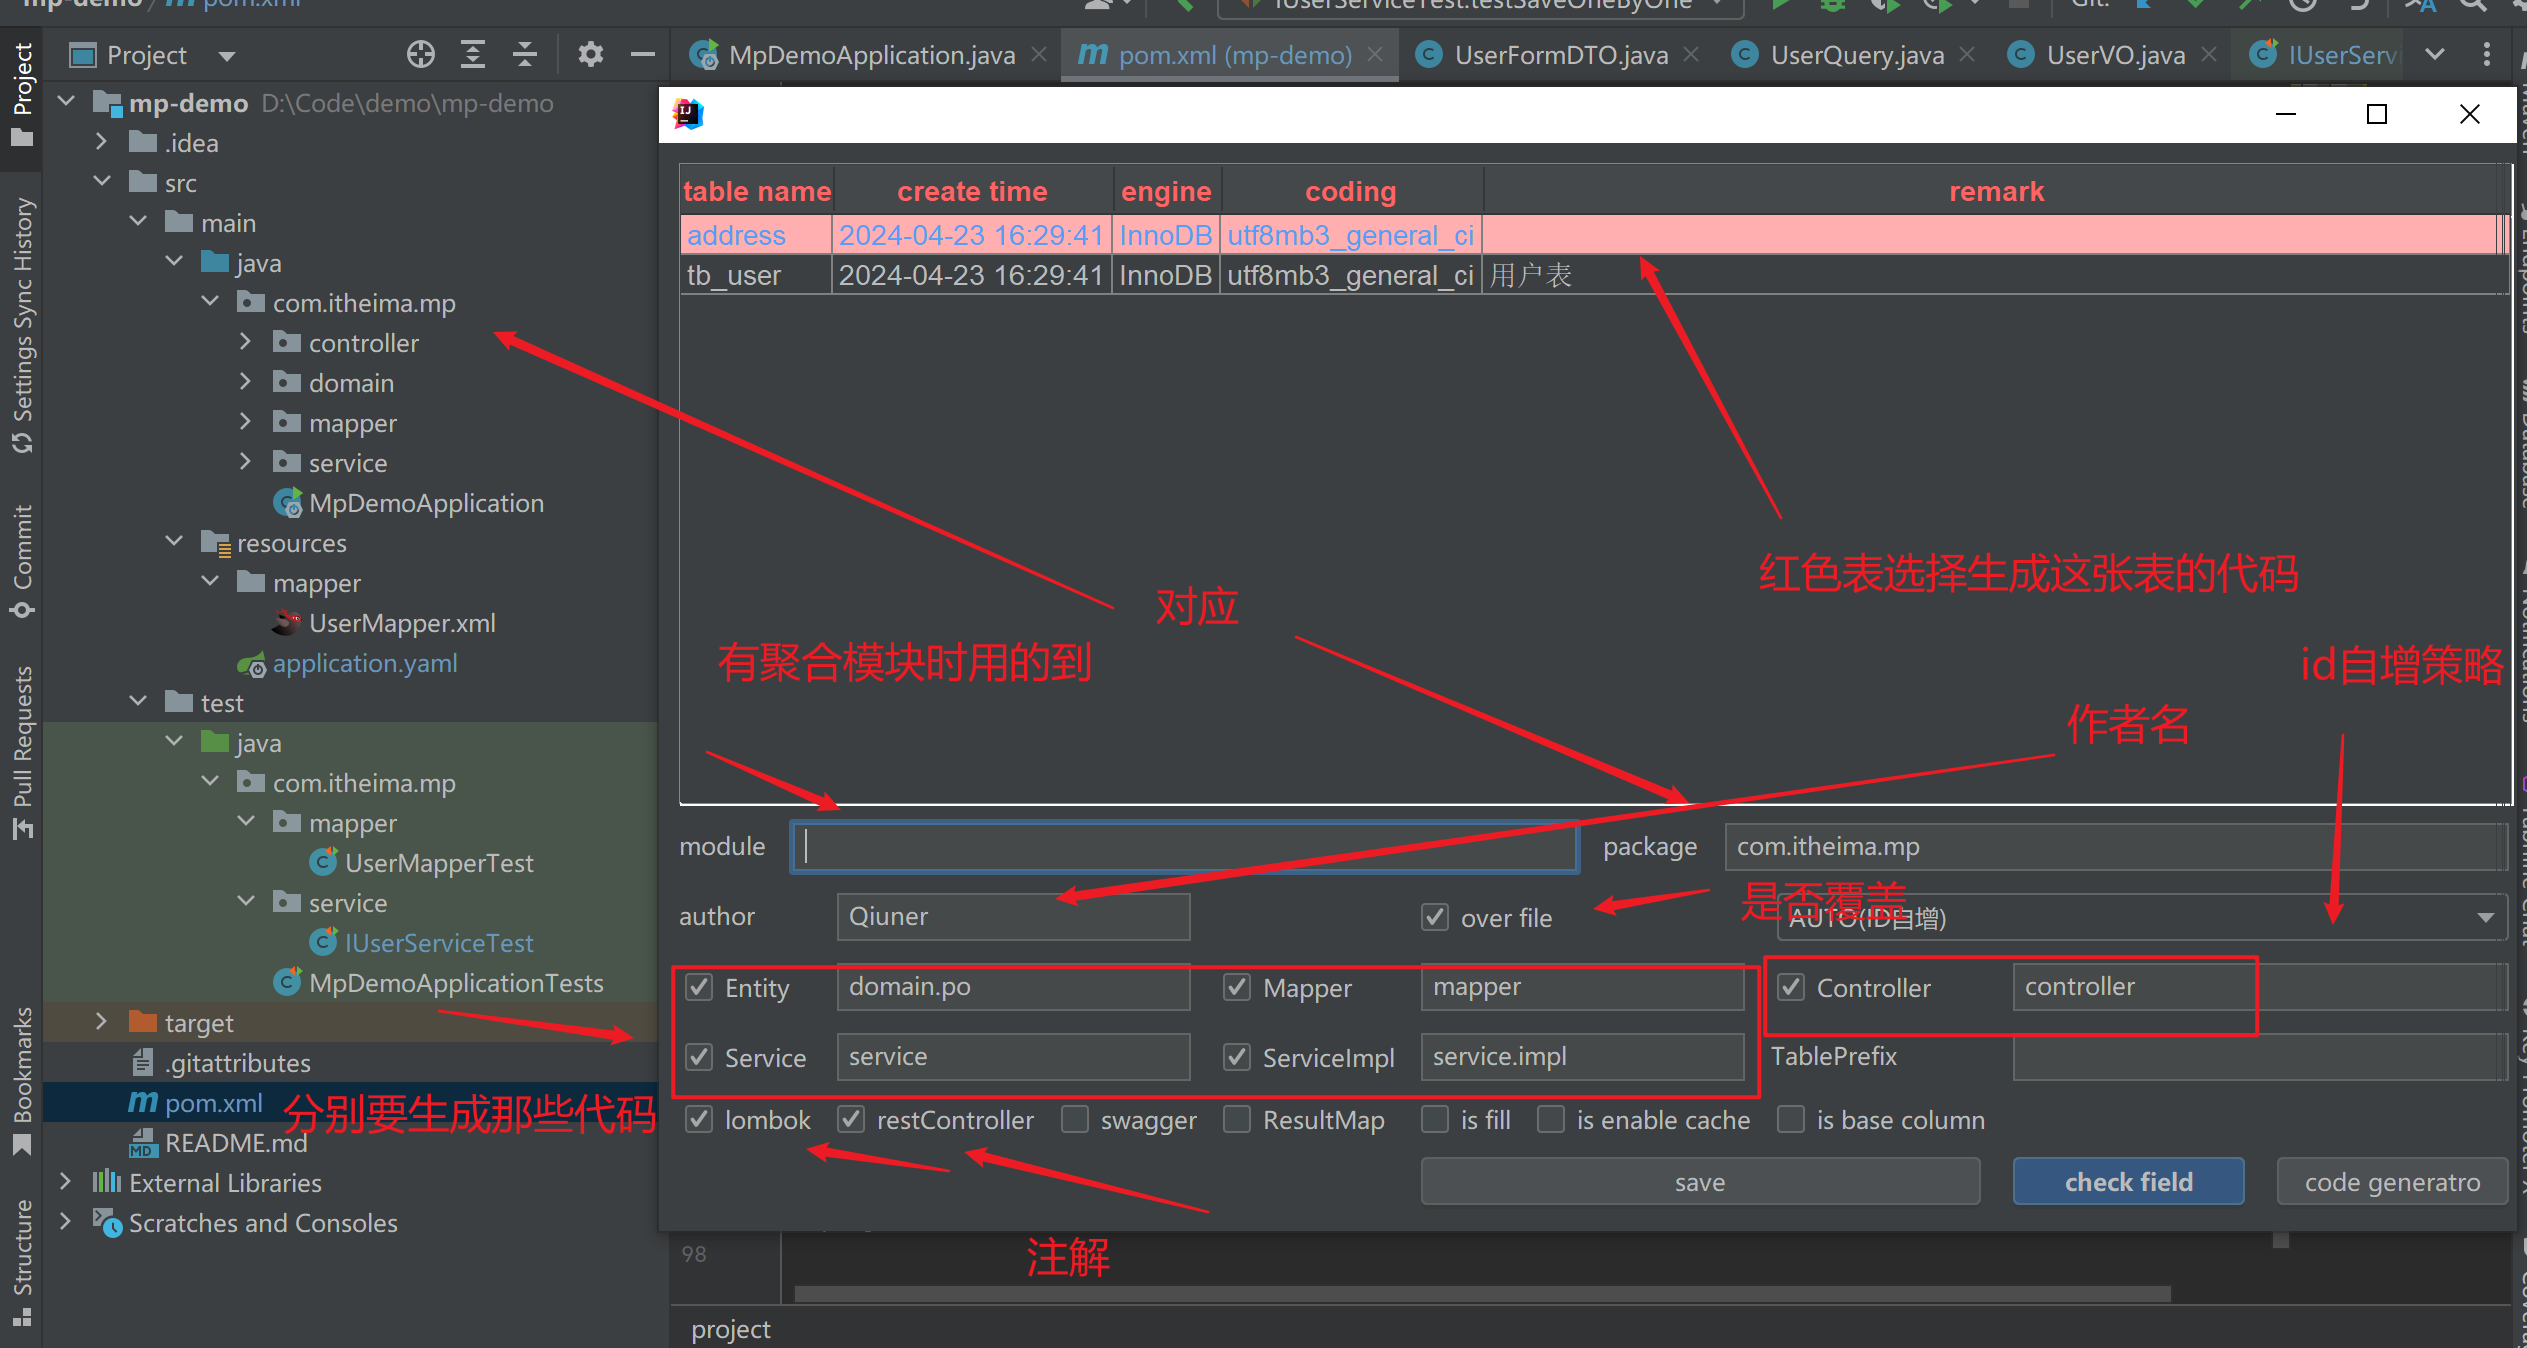 mp-demo / pom.xml
IUserServiceTest.testSaveOneByOne
Git:
Project
MpDemoApplication.java
pom.xml (mp-demo)
UserFormDTO.java
UserQuery.java
UserVO.java
IUserServ
Project
Settings Sync History
Commit
Pull Requests
Bookmarks
Structure
mp-demo D:\Code\demo\mp-demo
.idea
src
main
java
com.itheima.mp
controller
domain
mapper
service
MpDemoApplication
resources
mapper
UserMapper.xml
application.yaml
test
java
com.itheima.mp
mapper
UserMapperTest
service
IUserServiceTest
MpDemoApplicationTests
target
.gitattributes
pom.xml
分别要生成那些代码
README.md
External Libraries
Scratches and Consoles
table name create time engine coding remark
address 2024-04-23 16:29:41 InnoDB utf8mb3_general_ci
tb_user 2024-04-23 16:29:41 InnoDB utf8mb3_general_ci 用户表
红色表选择生成这张表的代码
对应
有聚合模块时用的到
id自增策略
作者名
module
package com.itheima.mp
author Qiuner
over file
是否覆盖
AUTO(ID自增)
Entity domain.po
Mapper mapper
Controller controller
Service service
ServiceImpl service.impl
TablePrefix
lombok restController swagger ResultMap is fill is enable cache is base column
save check field code generatro
注解
98
project